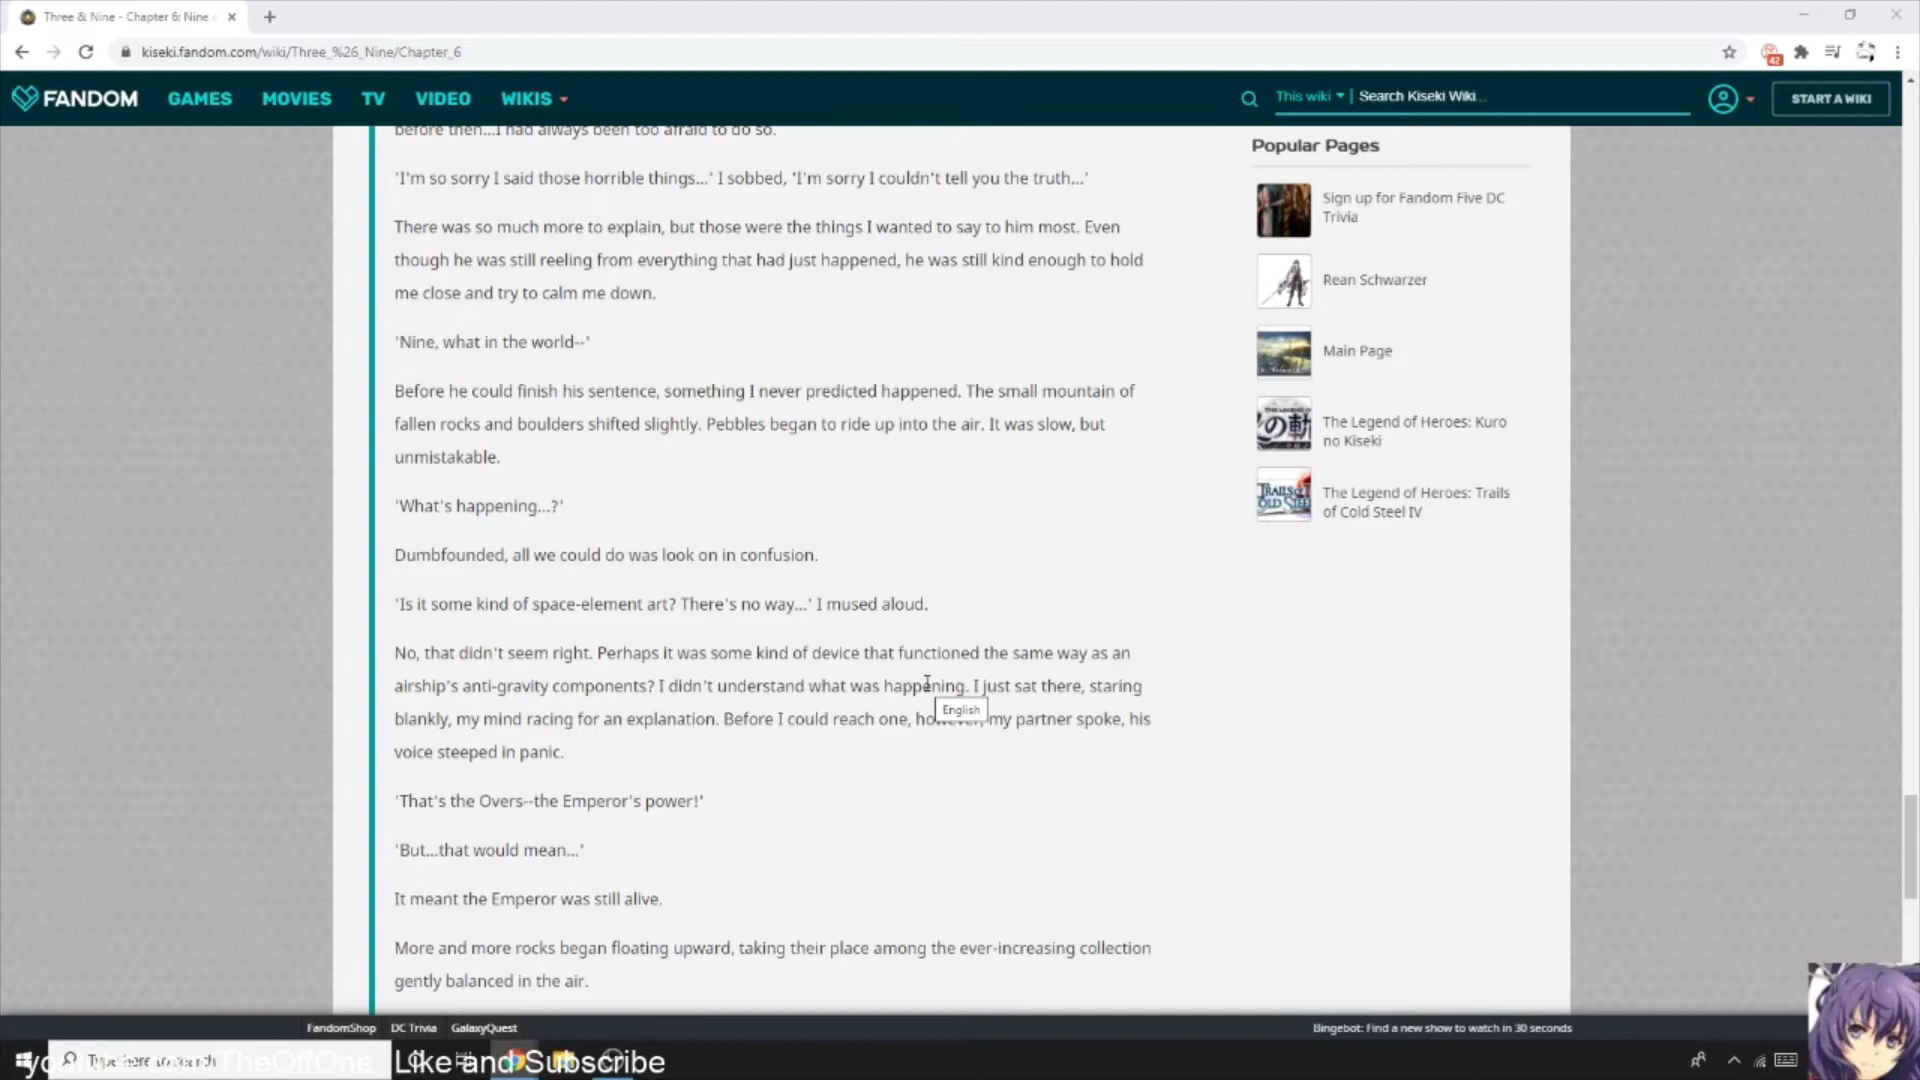 Three & Nine - Chapter 6: Nine
kiseki.fandom.com/wiki/Three_%26_Nine/Chapter_6
42
FANDOM GAMES MOVIES TV VIDEO WIKIS This wiki Search Kiseki Wiki... START A WIKI
before then...I had always been too afraid to do so.
'I'm so sorry I said those horrible things...' I sobbed, 'I'm sorry I couldn't tell you the truth...'
There was so much more to explain, but those were the things I wanted to say to him most. Even
though he was still reeling from everything that had just happened, he was still kind enough to hold
me close and try to calm me down.
'Nine, what in the world--'
Before he could finish his sentence, something I never predicted happened. The small mountain of
fallen rocks and boulders shifted slightly. Pebbles began to ride up into the air. It was slow, but
unmistakable.
'What's happening...?'
Dumbfounded, all we could do was look on in confusion.
'Is it some kind of space-element art? There's no way...' I mused aloud.
No, that didn't seem right. Perhaps it was some kind of device that functioned the same way as an
airship's anti-gravity components? I didn't understand what was happening. I just sat there, staring
English
blankly, my mind racing for an explanation. Before I could reach one, however, my partner spoke, his
voice steeped in panic.
'That's the Overs--the Emperor's power!'
'But...that would mean...'
It meant the Emperor was still alive.
More and more rocks began floating upward, taking their place among the ever-increasing collection
gently balanced in the air.
Popular Pages
Sign up for Fandom Five DC
Trivia
Rean Schwarzer
Main Page
The Legend of Heroes: Kuro
no Kiseki
The Legend of Heroes: Trails
of Cold Steel IV
FandomShop DC Trivia GalaxyQuest Bingebot: Find a new show to watch in 30 seconds
Type here to search
TheOffOne Like and Subscribe